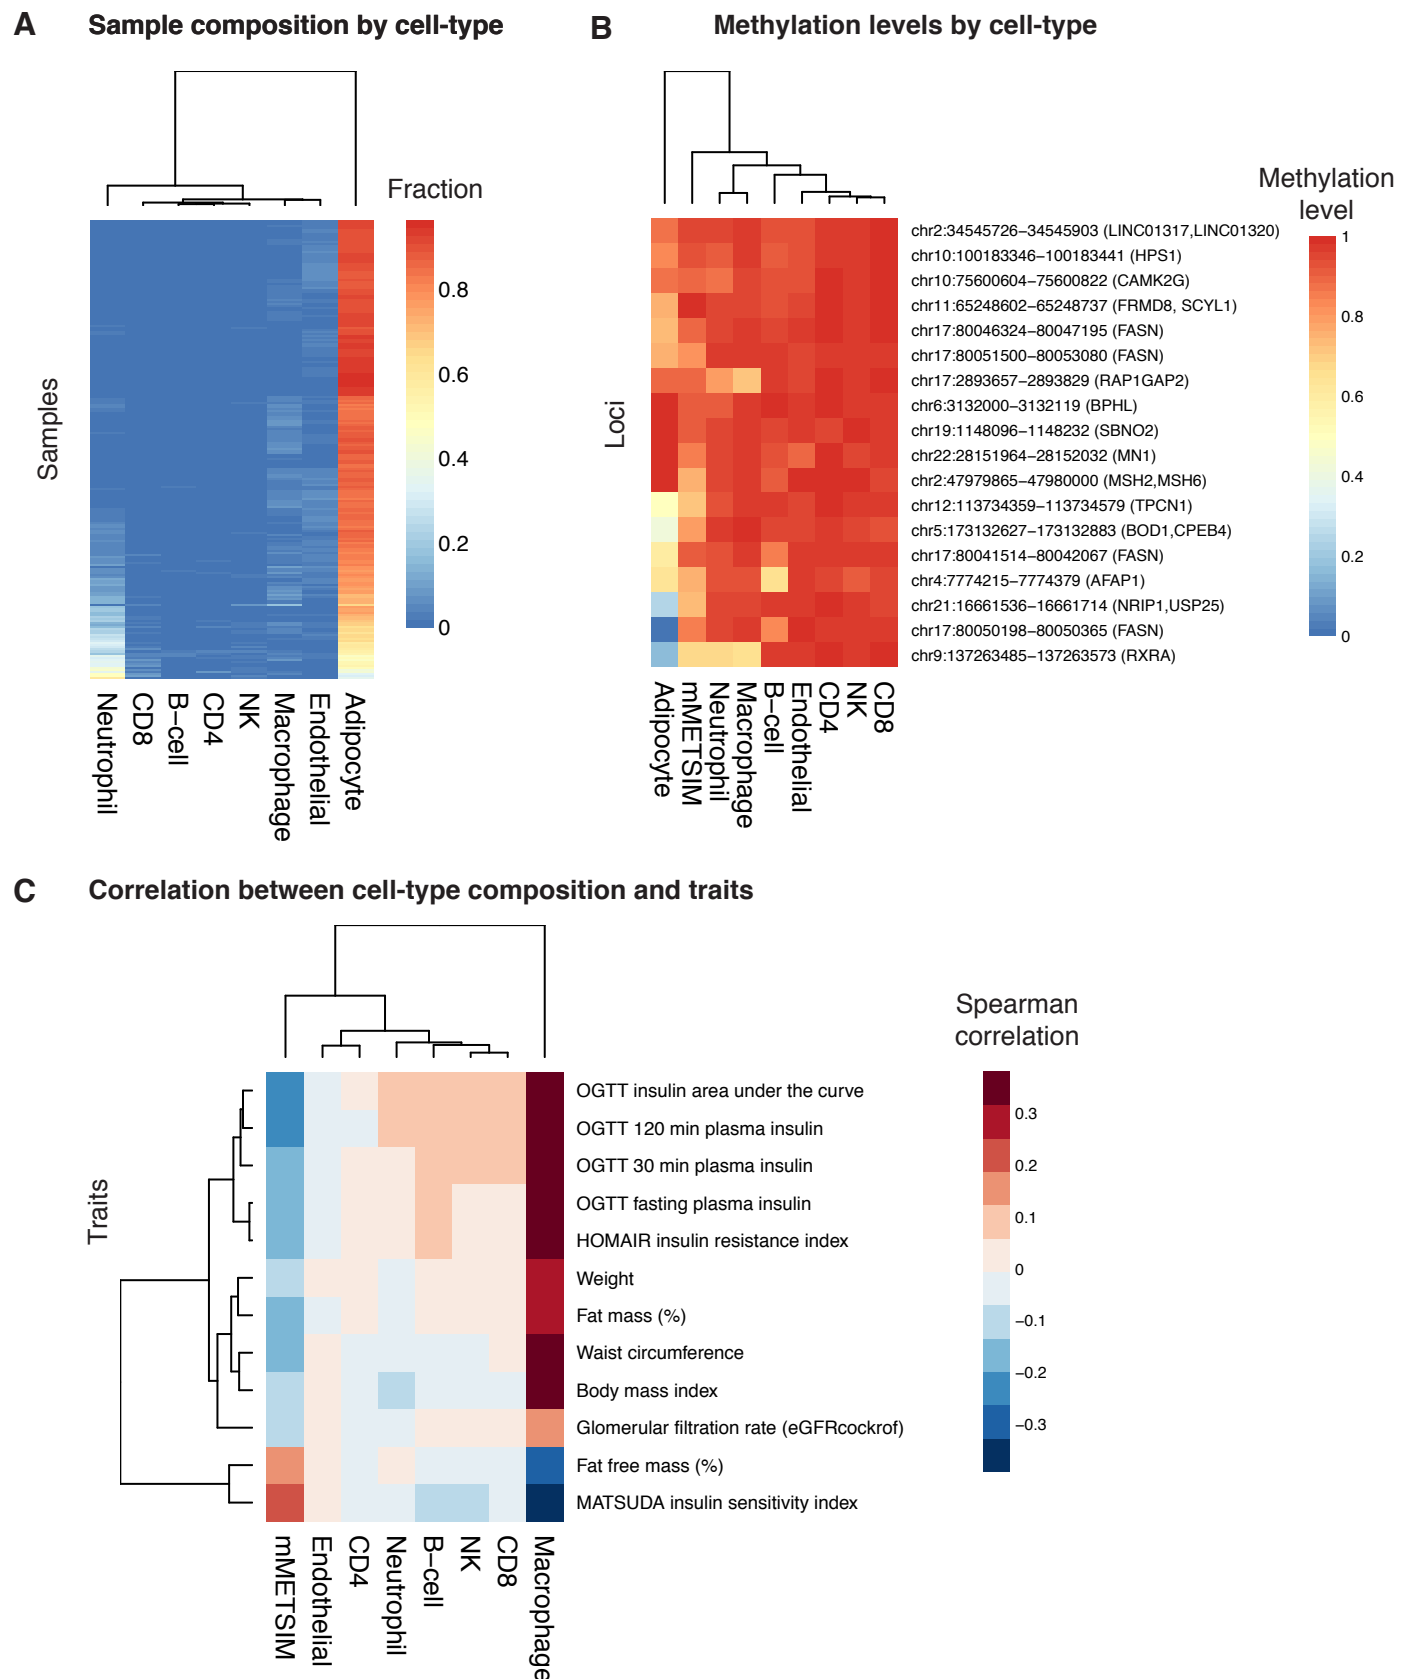 A Sample composition by cell-type
Fraction
0.8
0.6
0.4
0.2
0
Samples
Neutrophil
CD8
B−cell
CD4
NK
Macrophage
Endothelial
Adipocyte
B Methylation levels by cell-type
Methylation
level
1
0.8
0.6
0.4
0.2
0
Loci
chr2:34545726−34545903 (LINC01317,LINC01320)
chr10:100183346−100183441 (HPS1)
chr10:75600604−75600822 (CAMK2G)
chr11:65248602−65248737 (FRMD8, SCYL1)
chr17:80046324−80047195 (FASN)
chr17:80051500−80053080 (FASN)
chr17:2893657−2893829 (RAP1GAP2)
chr6:3132000−3132119 (BPHL)
chr19:1148096−1148232 (SBNO2)
chr22:28151964−28152032 (MN1)
chr2:47979865−47980000 (MSH2,MSH6)
chr12:113734359−113734579 (TPCN1)
chr5:173132627−173132883 (BOD1,CPEB4)
chr17:80041514−80042067 (FASN)
chr4:7774215−7774379 (AFAP1)
chr21:16661536−16661714 (NRIP1,USP25)
chr17:80050198−80050365 (FASN)
chr9:137263485−137263573 (RXRA)
Adipocyte
mMETSIM
Neutrophil
Macrophage
B−cell
Endothelial
CD4
NK
CD8
C Correlation between cell-type composition and traits
Spearman
correlation
0.3
0.2
0.1
0
−0.1
−0.2
−0.3
Traits
OGTT insulin area under the curve
OGTT 120 min plasma insulin
OGTT 30 min plasma insulin
OGTT fasting plasma insulin
HOMAIR insulin resistance index
Weight
Fat mass (%)
Waist circumference
Body mass index
Glomerular filtration rate (eGFRcockrof)
Fat free mass (%)
MATSUDA insulin sensitivity index
mMETSIM
Endothelial
CD4
Neutrophil
B−cell
NK
CD8
Macrophage